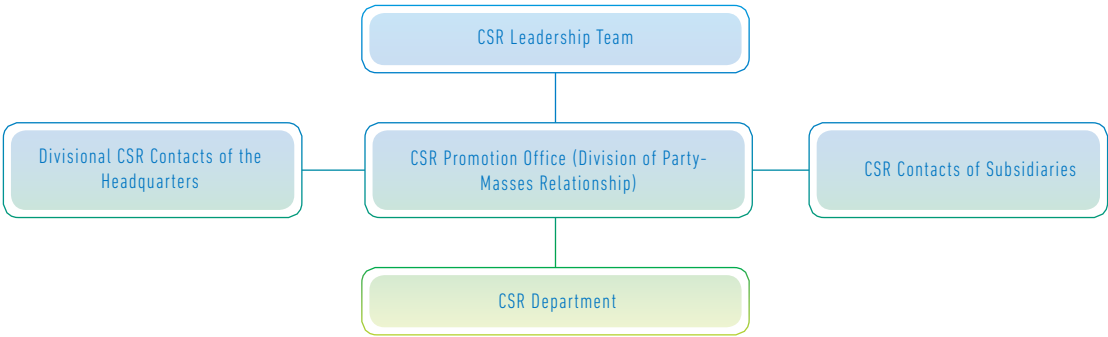 CSR Leadership Team
Divisional CSR Contacts of the
Headquarters
CSR Promotion Office (Division of Party-
Masses Relationship)
CSR Contacts of Subsidiaries
CSR Department